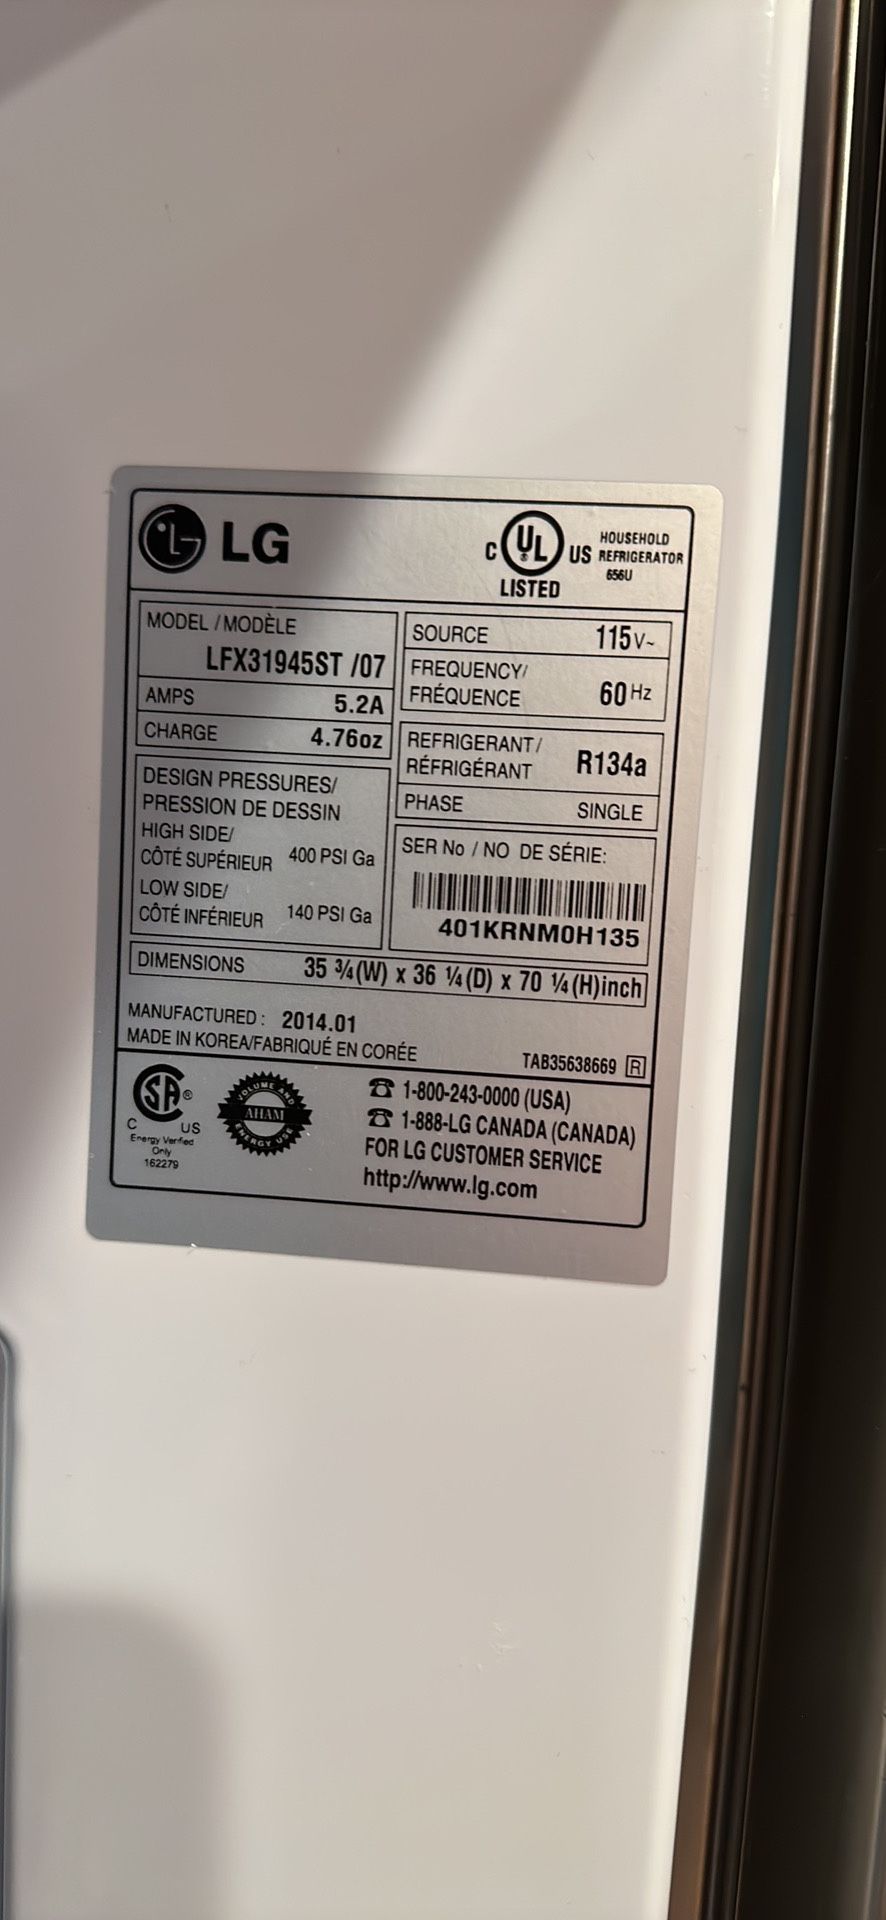 LG
C UL US
LISTED
HOUSEHOLD
REFRIGERATOR
656U
MODEL / MODÈLE
LFX31945ST /07
AMPS 5.2A
CHARGE 4.76oz
DESIGN PRESSURES/
PRESSION DE DESSIN
HIGH SIDE/
CÔTÉ SUPÉRIEUR 400 PSI Ga
LOW SIDE/
CÔTÉ INFÉRIEUR 140 PSI Ga
SOURCE 115V~
FREQUENCY/
FRÉQUENCE 60Hz
REFRIGERANT/
RÉFRIGÉRANT R134a
PHASE SINGLE
SER No / NO DE SÉRIE:
401KRNM0H135
DIMENSIONS 35 ¾(W) x 36 ¼(D) x 70 ¼(H)inch
MANUFACTURED : 2014.01
MADE IN KOREA/FABRIQUÉ EN CORÉE
TAB35638669 R
SA ®
C US
Energy Verified
Only
162279
VOLUME AND
AHAM
ENERGY USE
☎ 1-800-243-0000 (USA)
☎ 1-888-LG CANADA (CANADA)
FOR LG CUSTOMER SERVICE
http://www.lg.com